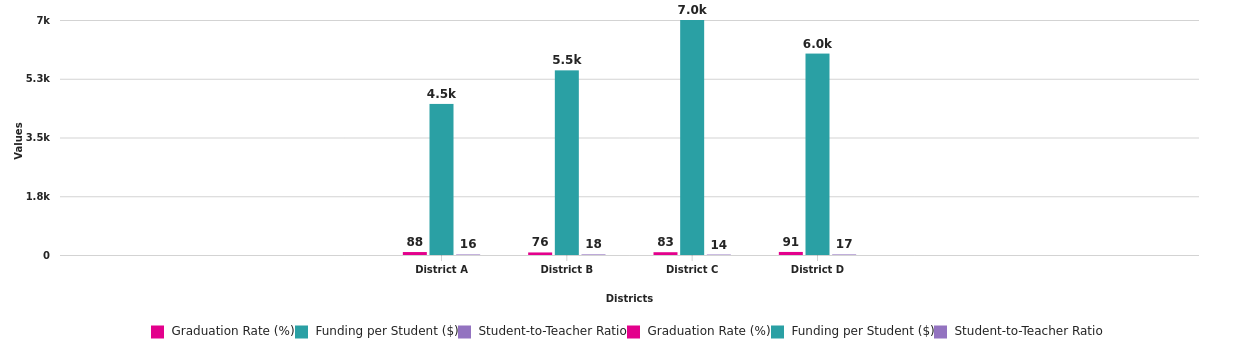 7.0k
7k
6.0k
5.5k
5.3k
4.5k
Values
3.5k
1.8k
88 16 76 18 83 14 91 17
0
District A District B District C District D
Districts
Graduation Rate (%) Funding per Student ($) Student-to-Teacher Ratio Graduation Rate (%) Funding per Student ($) Student-to-Teacher Ratio